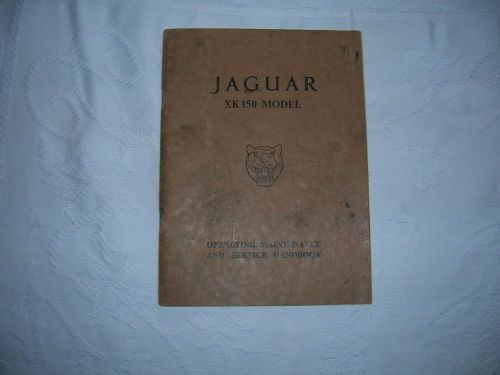 JAGUAR
XK150 MODEL
OPERATING, MAINTENANCE
AND SERVICE HANDBOOK